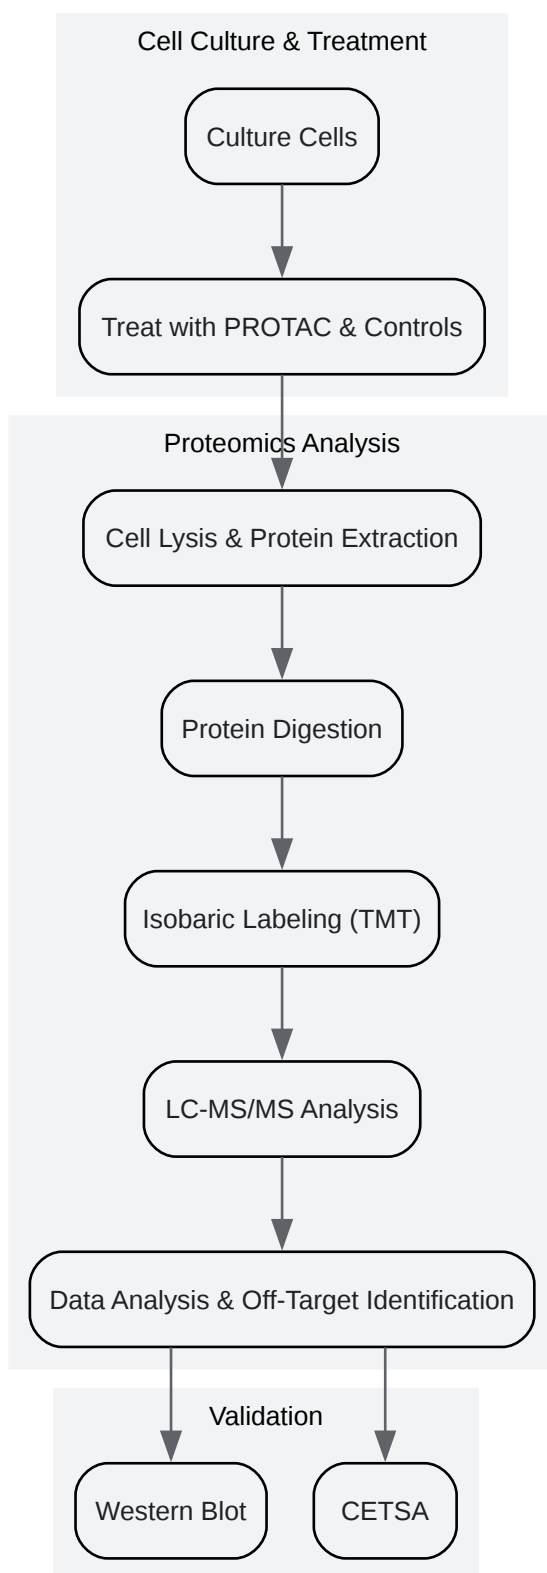 Cell Culture & Treatment
Culture Cells
Treat with PROTAC & Controls
Proteomics Analysis
Cell Lysis & Protein Extraction
Protein Digestion
Isobaric Labeling (TMT)
LC-MS/MS Analysis
Data Analysis & Off-Target Identification
Validation
Western Blot
CETSA